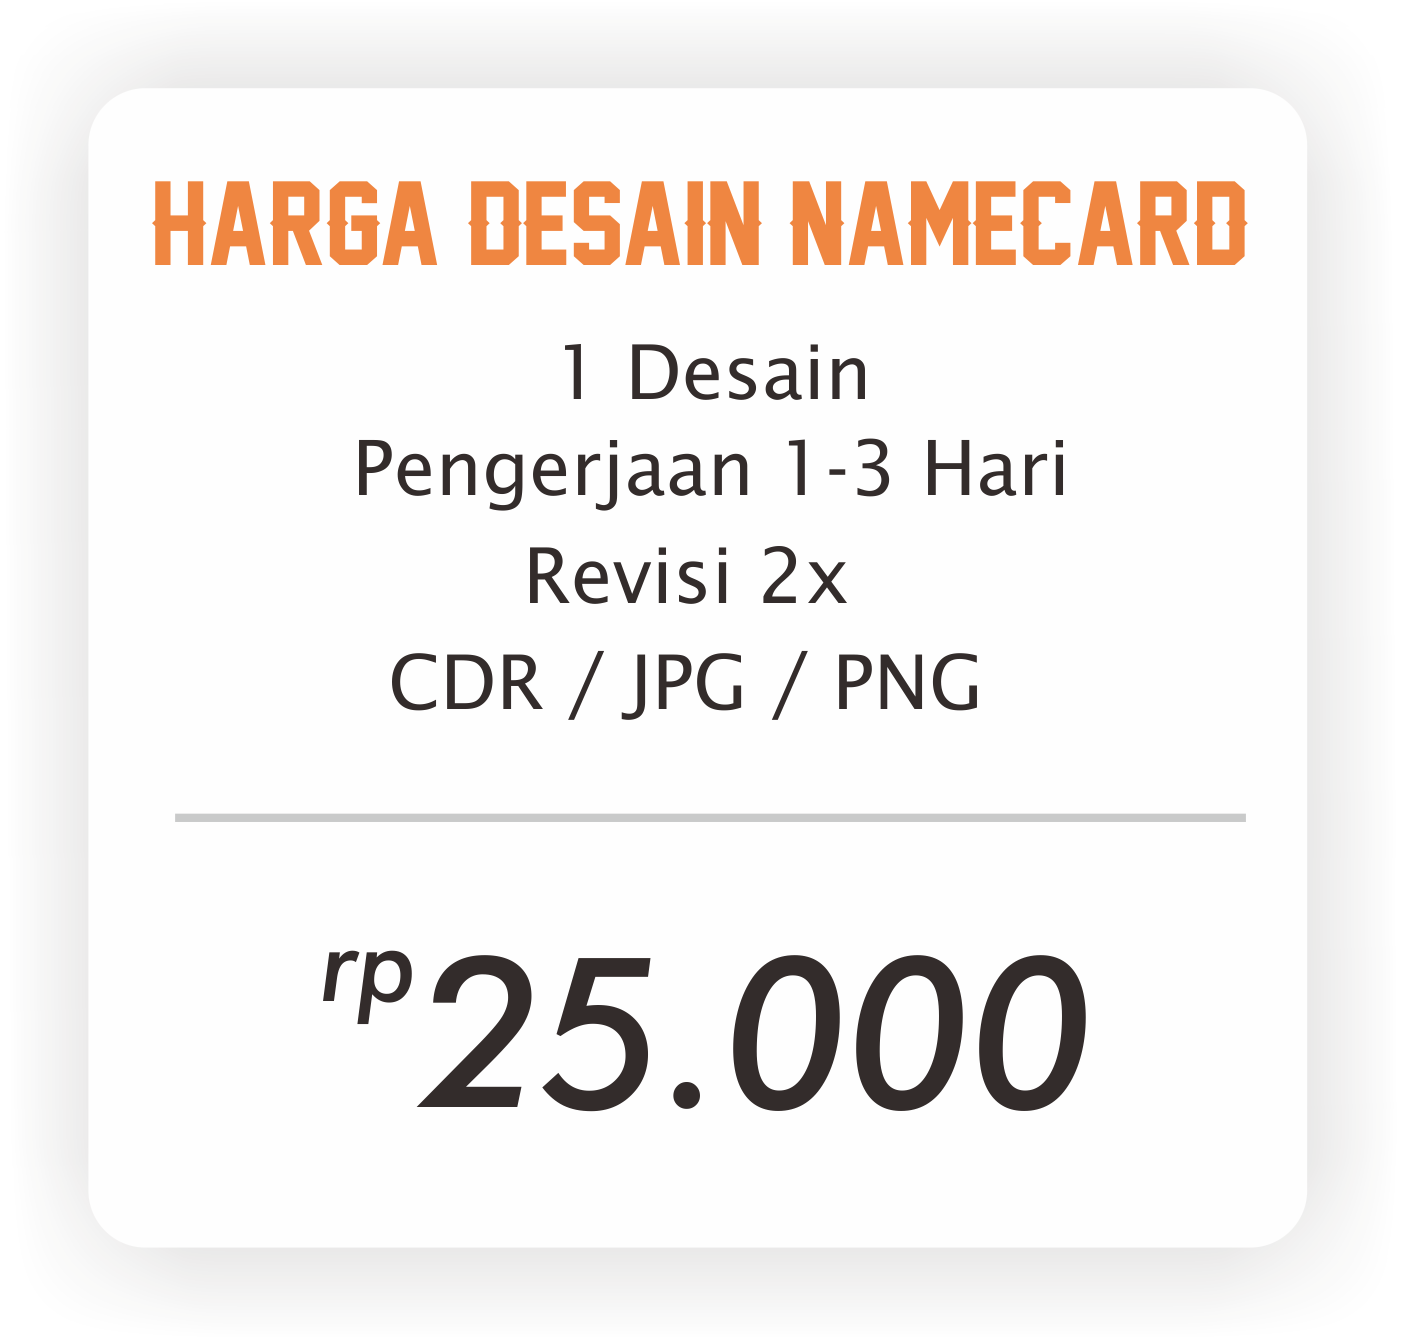 HARGA DESAIN NAMECARD
1 Desain
Pengerjaan 1-3 Hari
Revisi 2x
CDR / JPG / PNG
rp25.000